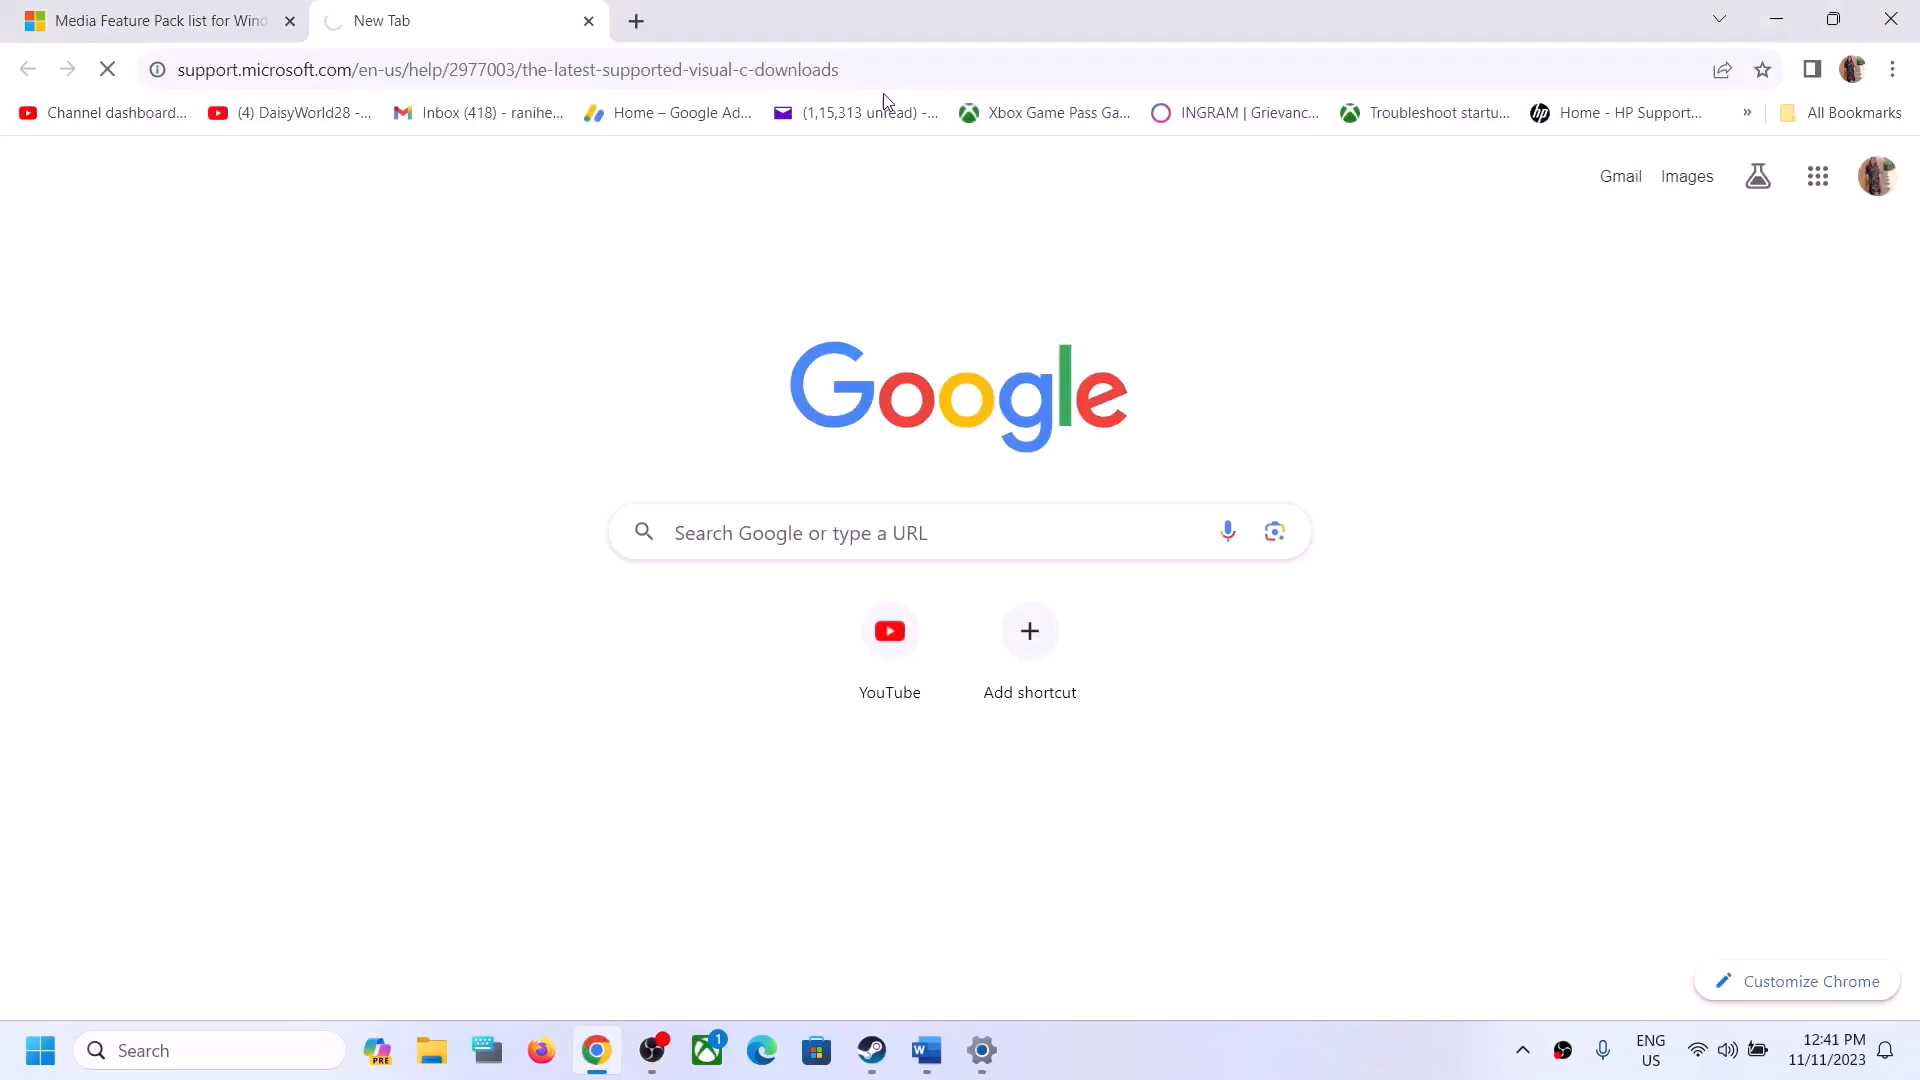 Media Feature Pack list for Wind
New Tab
support.microsoft.com/en-us/help/2977003/the-latest-supported-visual-c-downloads
Channel dashboard...
(4) DaisyWorld28 -...
Inbox (418) - ranihe...
Home – Google Ad...
(1,15,313 unread) -...
Xbox Game Pass Ga...
INGRAM | Grievanc...
Troubleshoot startu...
Home - HP Support...
»
All Bookmarks
Gmail
Images
Google
Search Google or type a URL
YouTube
Add shortcut
Customize Chrome
Search
PRE
1
ENG
US
12:41 PM
11/11/2023